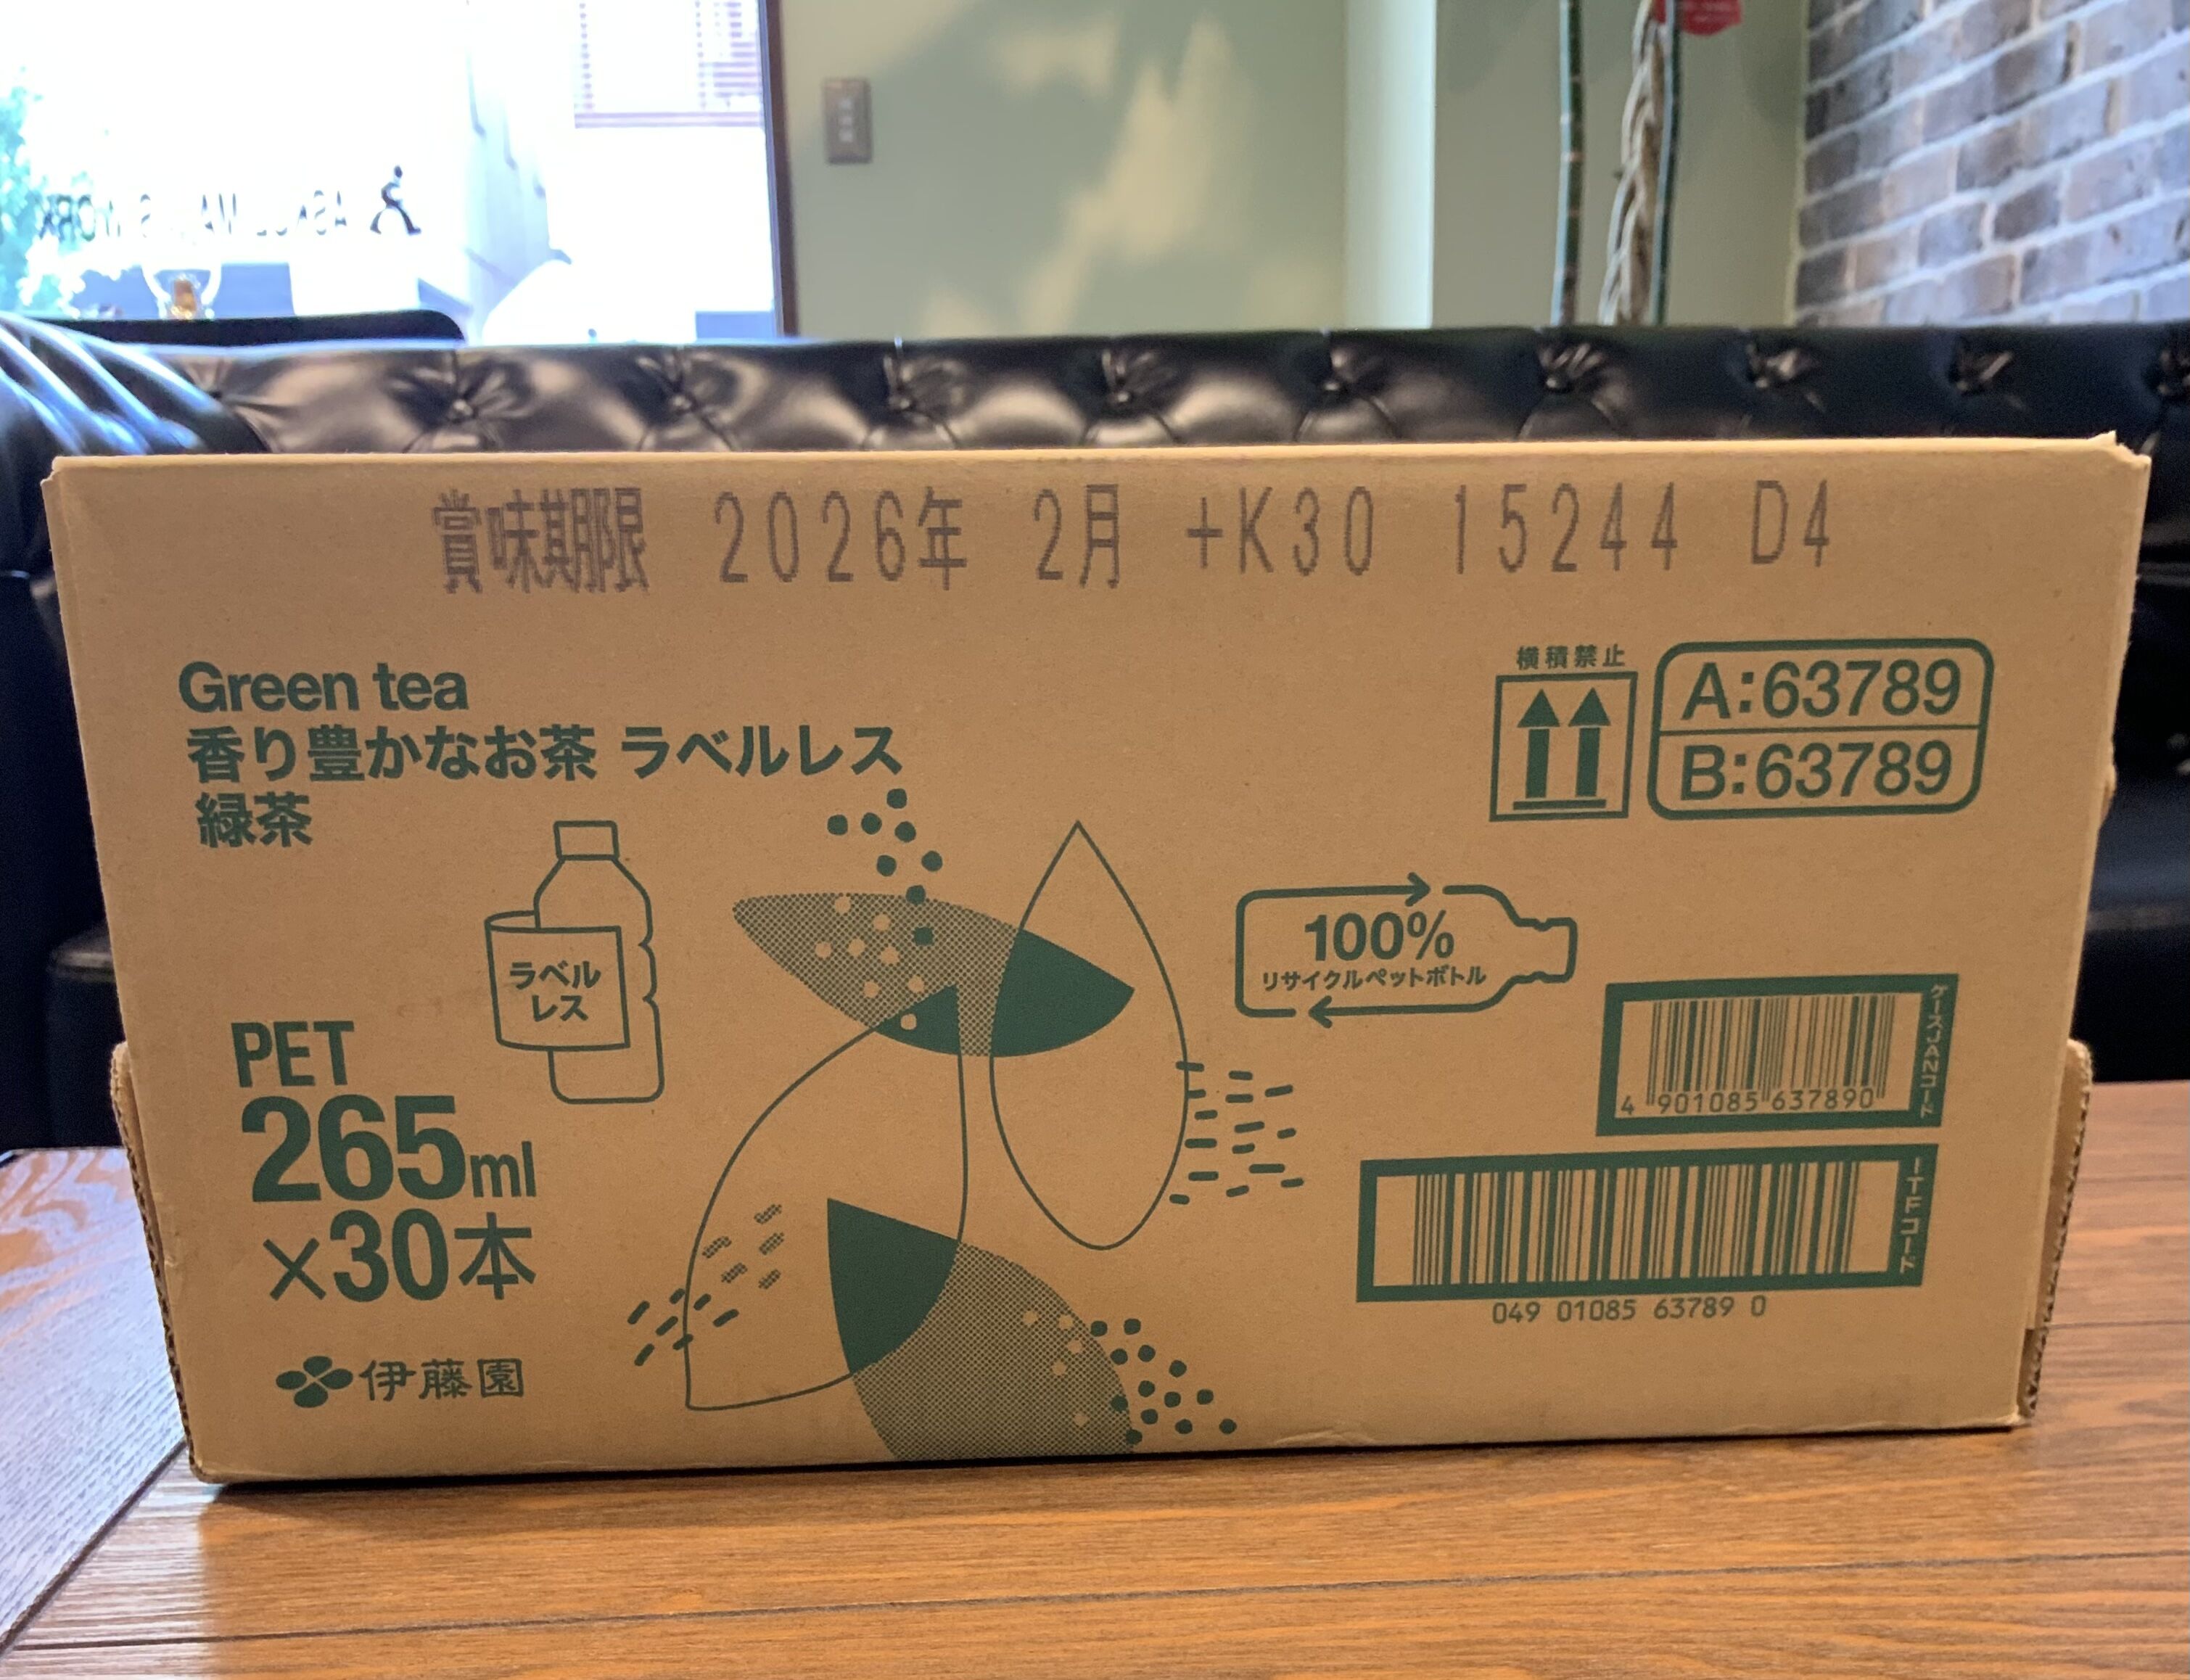 賞味期限 2026年 2月 +K30 15244 D4
Green tea
香り豊かなお茶 ラベルレス
緑茶
横積禁止
A:63789
B:63789
ラベル
レス
100%
リサイクルペットボトル
PET
265ml
×30本
伊藤園
ケースJANコード
4 901085 637890
ITFコード
049 01085 63789 0